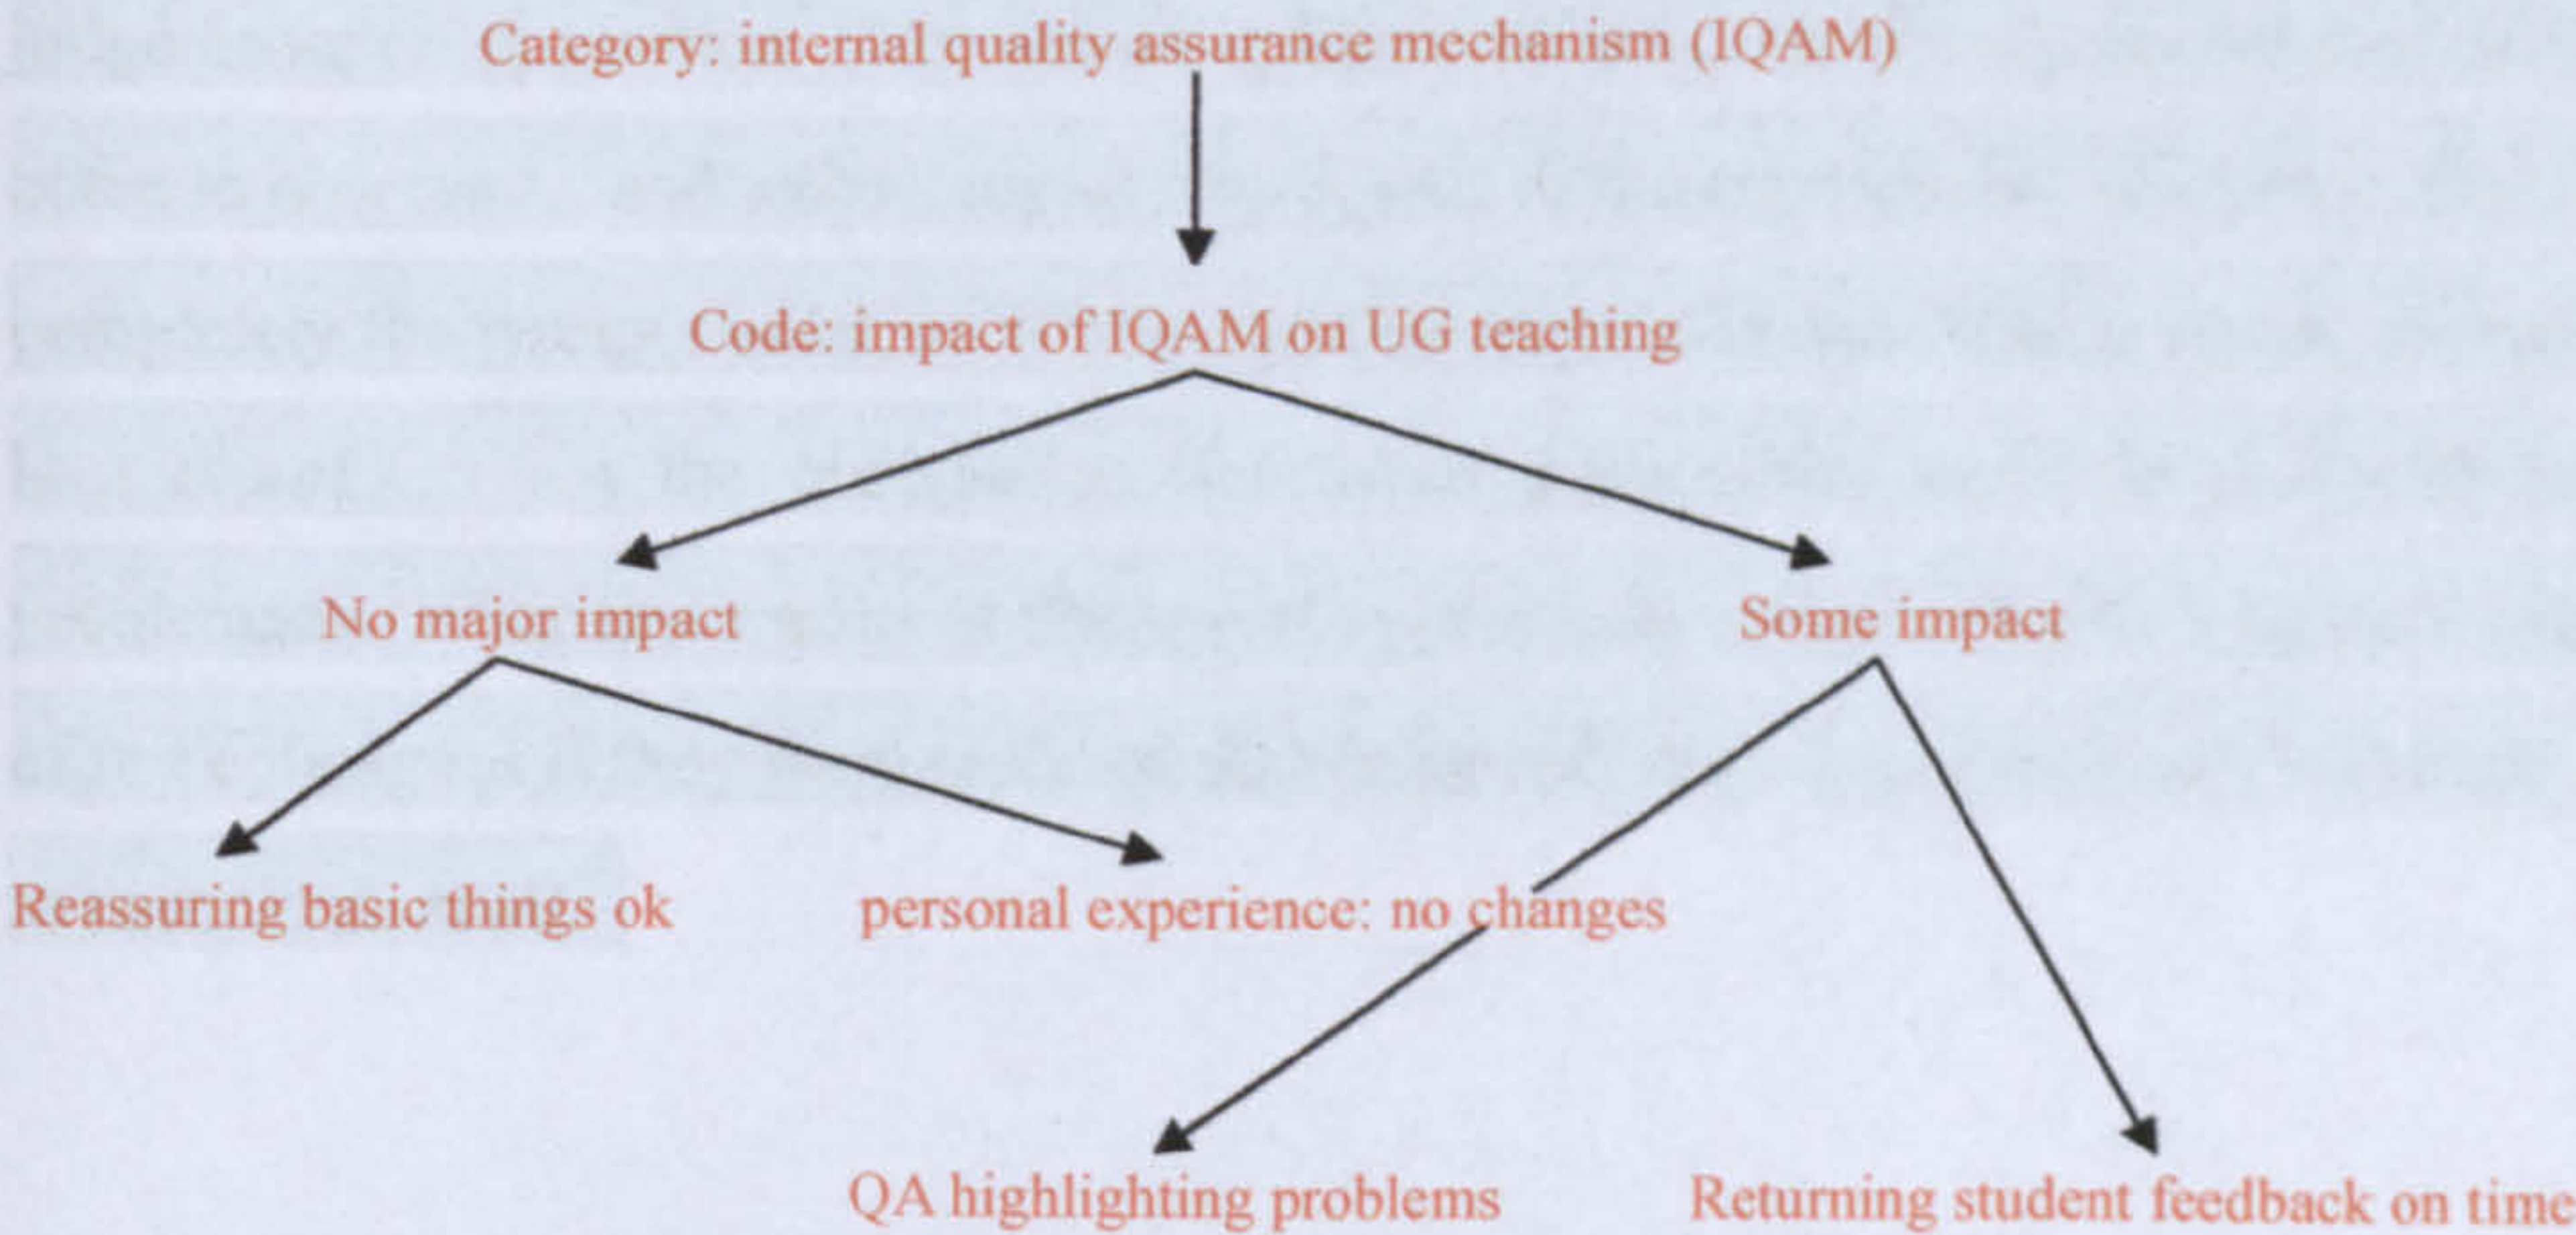 Category: internal quality assurance mechanism (IQAM)
Code: impact of IQAM on UG teaching
No major impact
Some impact
Reassuring basic things ok
personal experience: no changes
QA highlighting problems
Returning student feedback on time